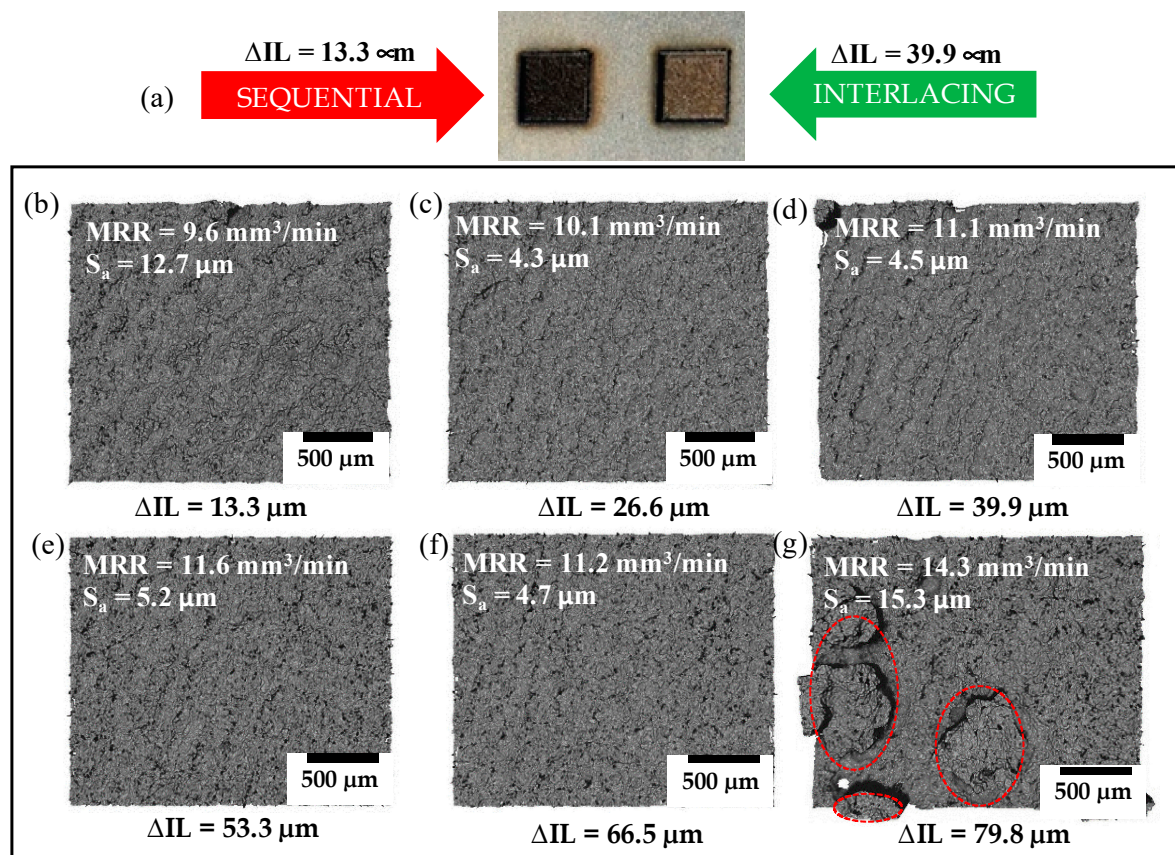 ΔIL = 13.3 ∝m
ΔIL = 39.9 ∝m
(a)
SEQUENTIAL
INTERLACING
(b)
MRR = 9.6 mm³/min
Sₐ = 12.7 μm
500 μm
ΔIL = 13.3 μm
(c)
MRR = 10.1 mm³/min
Sₐ = 4.3 μm
500 μm
ΔIL = 26.6 μm
(d)
MRR = 11.1 mm³/min
Sₐ = 4.5 μm
500 μm
ΔIL = 39.9 μm
(e)
MRR = 11.6 mm³/min
Sₐ = 5.2 μm
500 μm
ΔIL = 53.3 μm
(f)
MRR = 11.2 mm³/min
Sₐ = 4.7 μm
500 μm
ΔIL = 66.5 μm
(g)
MRR = 14.3 mm³/min
Sₐ = 15.3 μm
500 μm
ΔIL = 79.8 μm